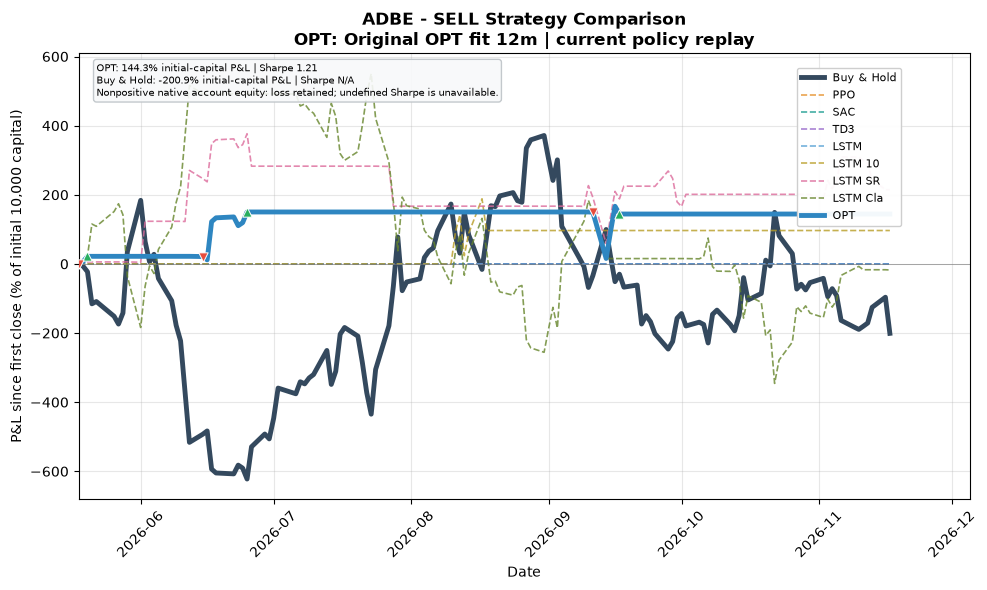 ADBE - SELL Strategy Comparison
OPT: Original OPT fit 12m | current policy replay
OPT: 144.3% initial-capital P&L | Sharpe 1.21
Buy & Hold: -200.9% initial-capital P&L | Sharpe N/A
Nonpositive native account equity: loss retained; undefined Sharpe is unavailable.
Buy & Hold
PPO
SAC
TD3
LSTM
LSTM 10
LSTM SR
LSTM Cla
OPT
P&L since first close (% of initial 10,000 capital)
600
400
200
0
−200
−400
−600
2026-06
2026-07
2026-08
2026-09
2026-10
2026-11
2026-12
Date